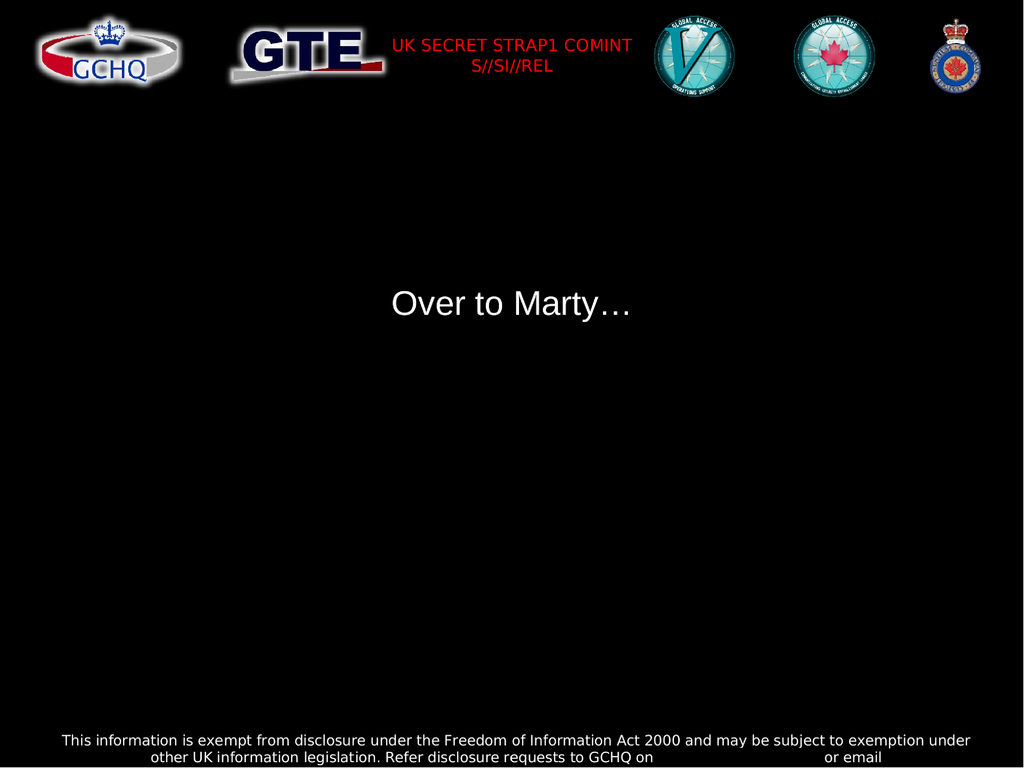 GCHQ
GTE
UK SECRET STRAP1 COMINT
S//SI//REL
GLOBAL ACCESS
V
OPERATIONS SUPPORT
GLOBAL ACCESS
Over to Marty…
This information is exempt from disclosure under the Freedom of Information Act 2000 and may be subject to exemption under
other UK information legislation. Refer disclosure requests to GCHQ on or email